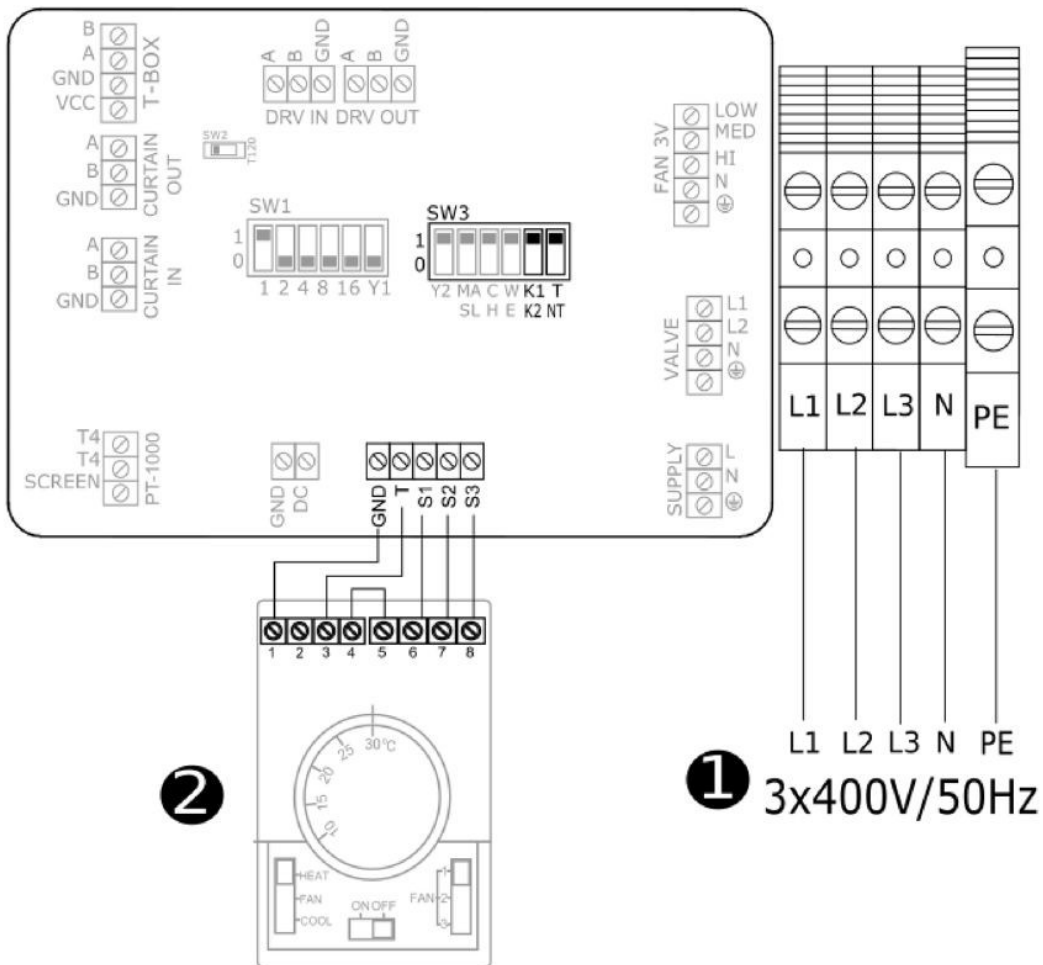 B
A
GND
VCC
T-BOX
A
B
GND
DRV IN
A
B
GND
DRV OUT
SW2
T120
A
B
GND
CURTAIN
OUT
A
B
GND
CURTAIN
IN
SW1
1
0
1 2 4 8 16 Y1
SW3
1
0
Y2 MA C W K1 T
SL H E K2 NT
FAN 3V
LOW
MED
HI
N
VALVE
L1
L2
N
SUPPLY
L
N
T4
T4
SCREEN
PT-1000
GND
DC
GND
T
S1
S2
S3
L1 L2 L3 N PE
L1 L2 L3 N PE
1 3x400V/50Hz
1 2 3 4 5 6 7 8
2
10
15
20
25
30°C
HEAT
FAN
COOL
ON OFF
FAN
1
2
3